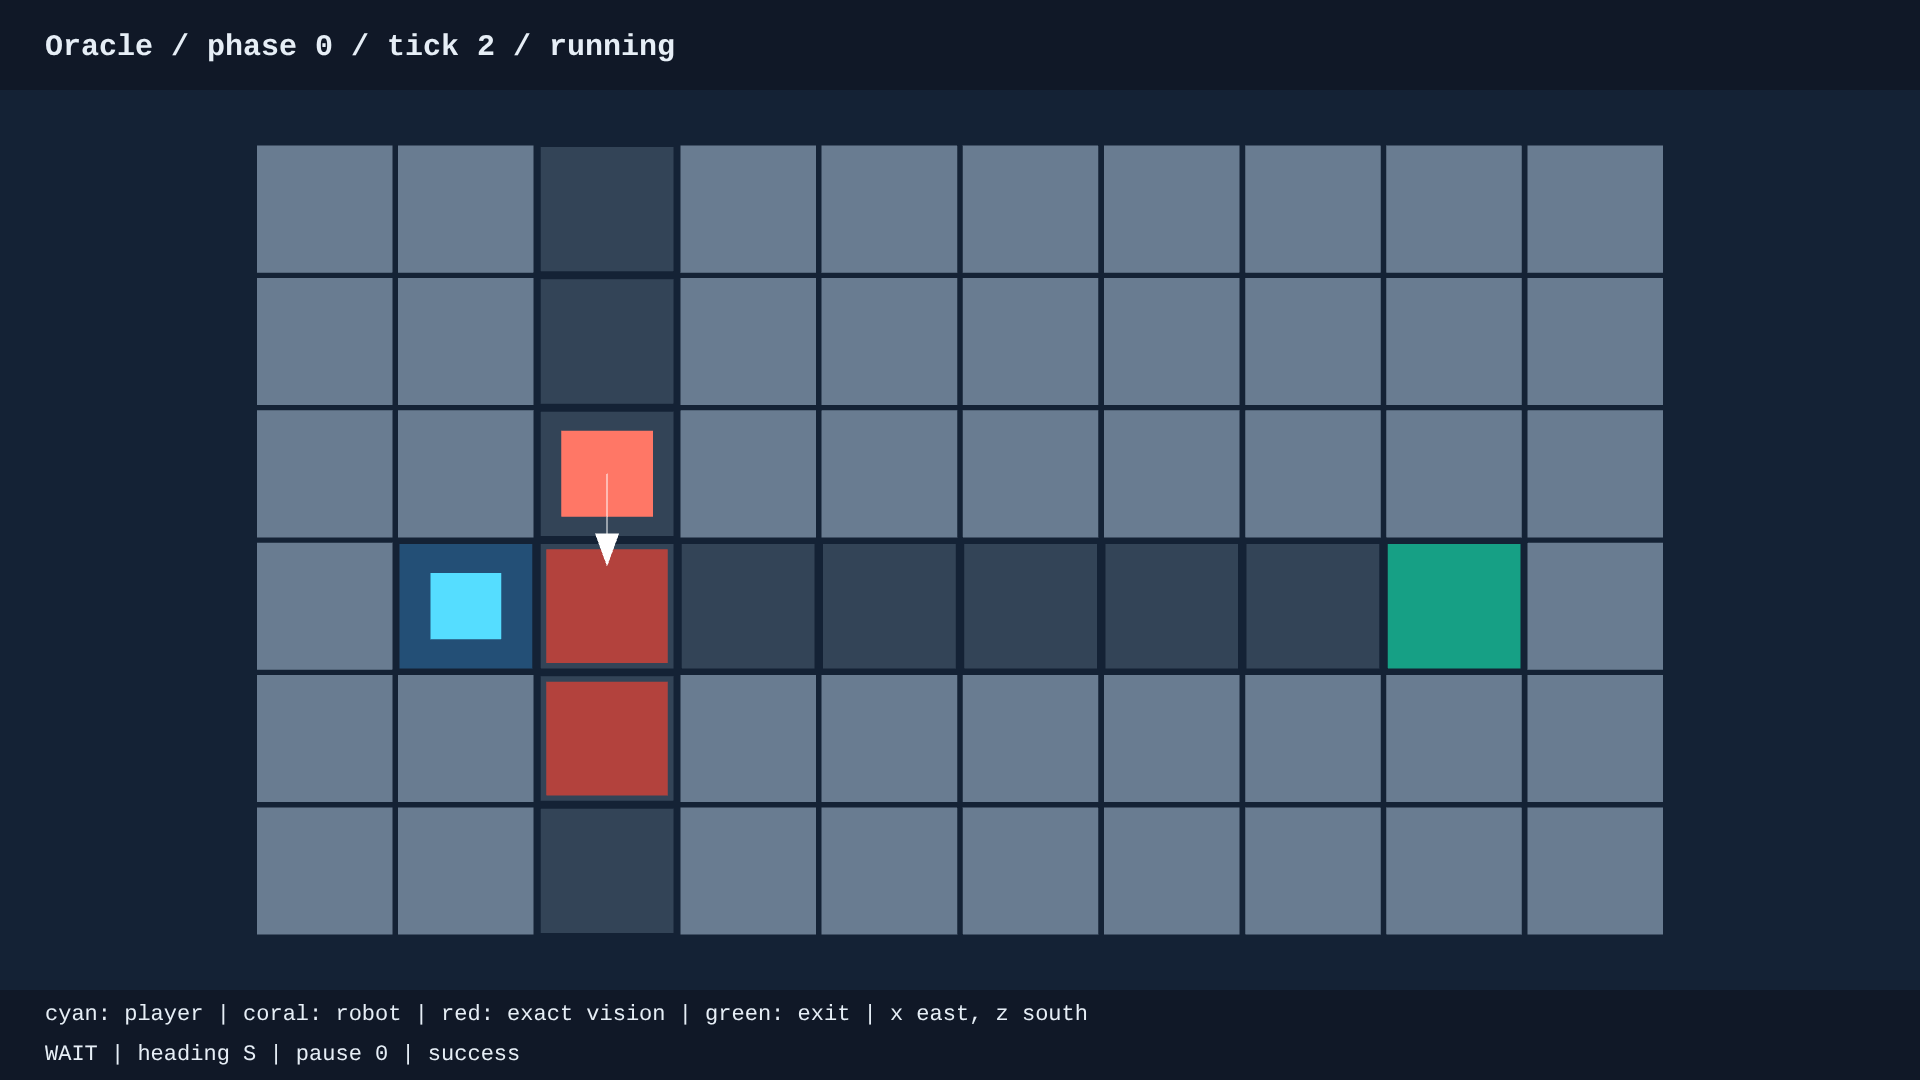 Oracle / phase 0 / tick 2 / running
cyan: player | coral: robot | red: exact vision | green: exit | x east, z south
WAIT | heading S | pause 0 | success